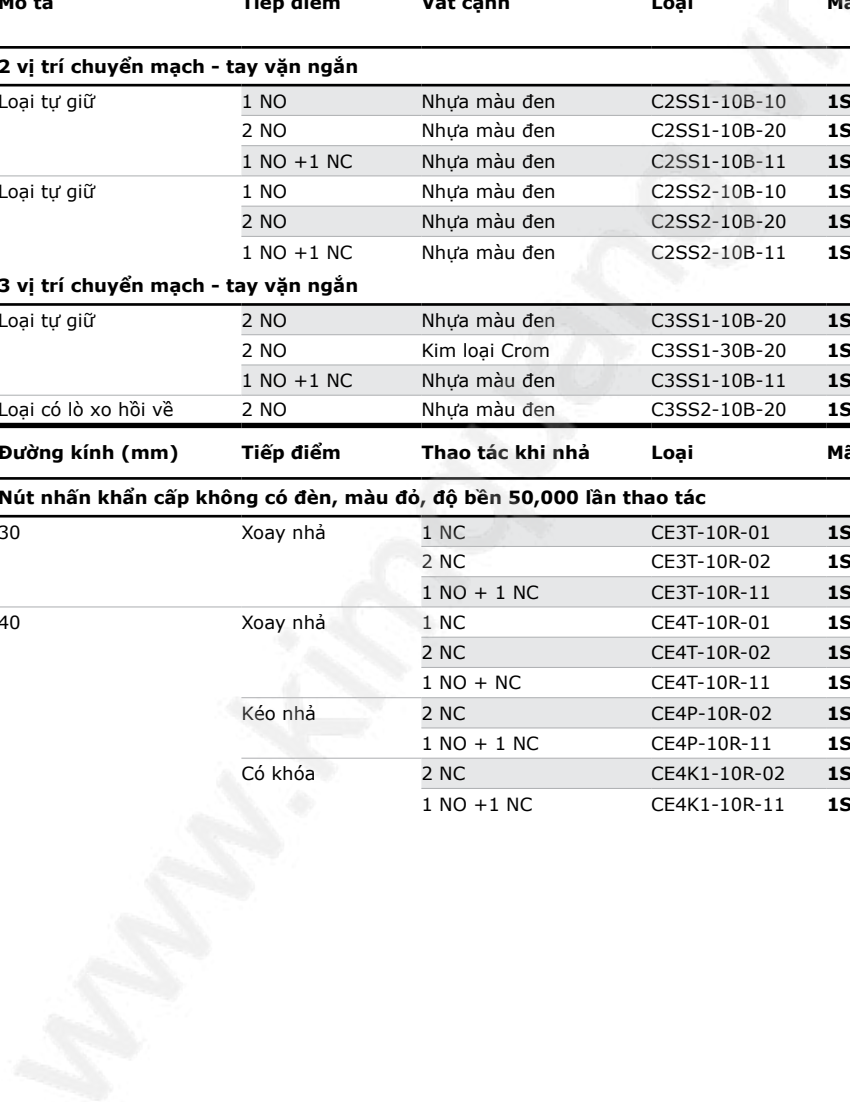 Mô tả Tiếp điểm Vát cạnh Loại Mã
2 vị trí chuyển mạch - tay vặn ngắn
Loại tự giữ 1 NO Nhựa màu đen C2SS1-10B-10 1S
2 NO Nhựa màu đen C2SS1-10B-20 1S
1 NO +1 NC Nhựa màu đen C2SS1-10B-11 1S
Loại tự giữ 1 NO Nhựa màu đen C2SS2-10B-10 1S
2 NO Nhựa màu đen C2SS2-10B-20 1S
1 NO +1 NC Nhựa màu đen C2SS2-10B-11 1S
3 vị trí chuyển mạch - tay vặn ngắn
Loại tự giữ 2 NO Nhựa màu đen C3SS1-10B-20 1S
2 NO Kim loại Crom C3SS1-30B-20 1S
1 NO +1 NC Nhựa màu đen C3SS1-10B-11 1S
Loại có lò xo hồi về 2 NO Nhựa màu đen C3SS2-10B-20 1S
Đường kính (mm) Tiếp điểm Thao tác khi nhả Loại Mã
Nút nhấn khẩn cấp không có đèn, màu đỏ, độ bền 50,000 lần thao tác
30 Xoay nhả 1 NC CE3T-10R-01 1S
2 NC CE3T-10R-02 1S
1 NO + 1 NC CE3T-10R-11 1S
40 Xoay nhả 1 NC CE4T-10R-01 1S
2 NC CE4T-10R-02 1S
1 NO + NC CE4T-10R-11 1S
Kéo nhả 2 NC CE4P-10R-02 1S
1 NO + 1 NC CE4P-10R-11 1S
Có khóa 2 NC CE4K1-10R-02 1S
1 NO +1 NC CE4K1-10R-11 1S
www.kimquang.vn